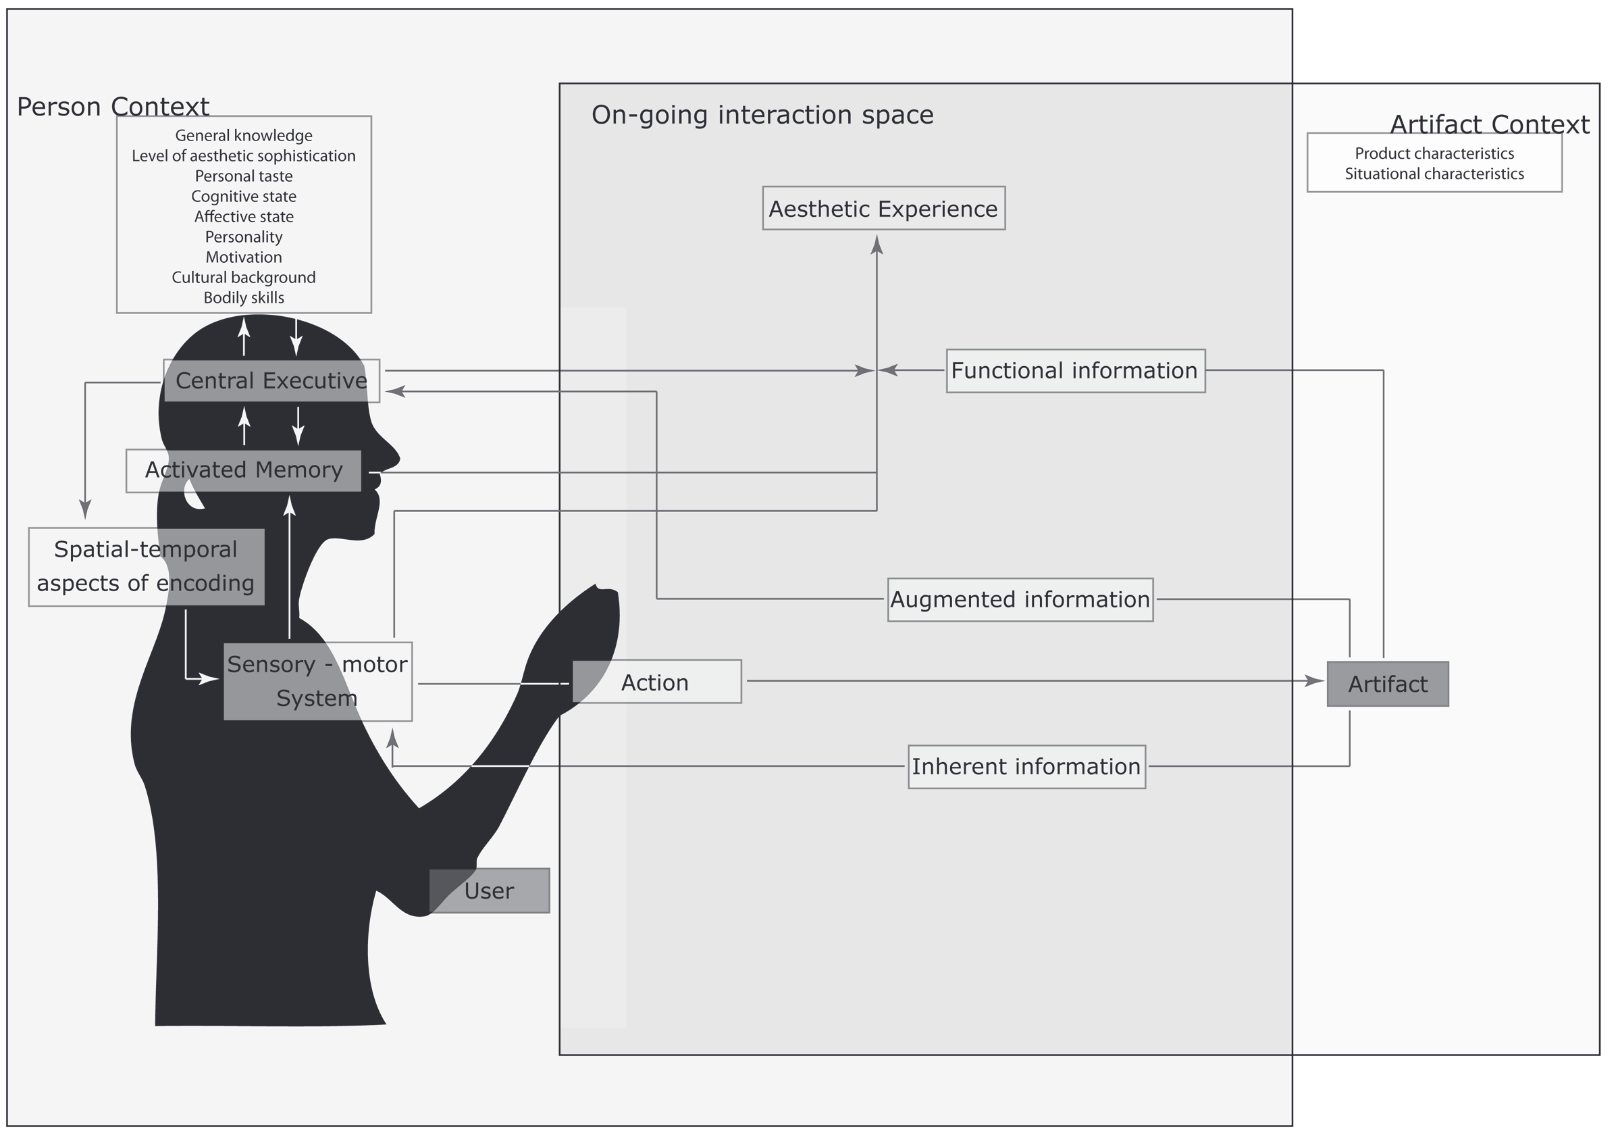 Person Context
General knowledge
Level of aesthetic sophistication
Personal taste
Cognitive state
Affective state
Personality
Motivation
Cultural background
Bodily skills
On-going interaction space
Artifact Context
Product characteristics
Situational characteristics
Aesthetic Experience
Central Executive
Functional information
Activated Memory
Spatial-temporal
aspects of encoding
Augmented information
Sensory - motor
System
Action
Artifact
Inherent information
User